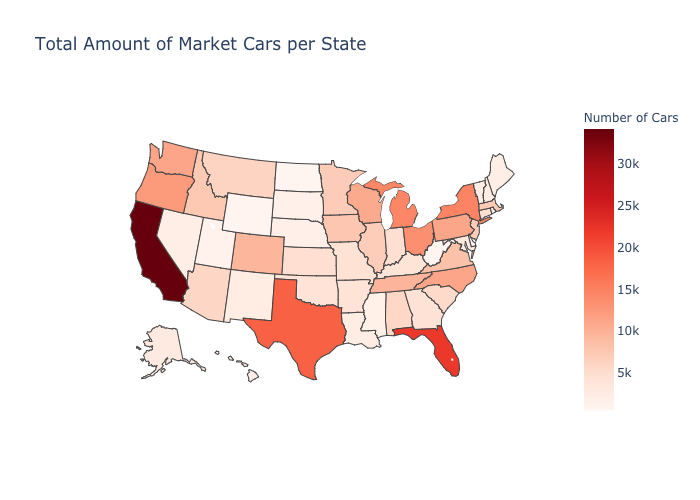 Total Amount of Market Cars per State
Number of Cars
30k
25k
20k
15k
10k
5k